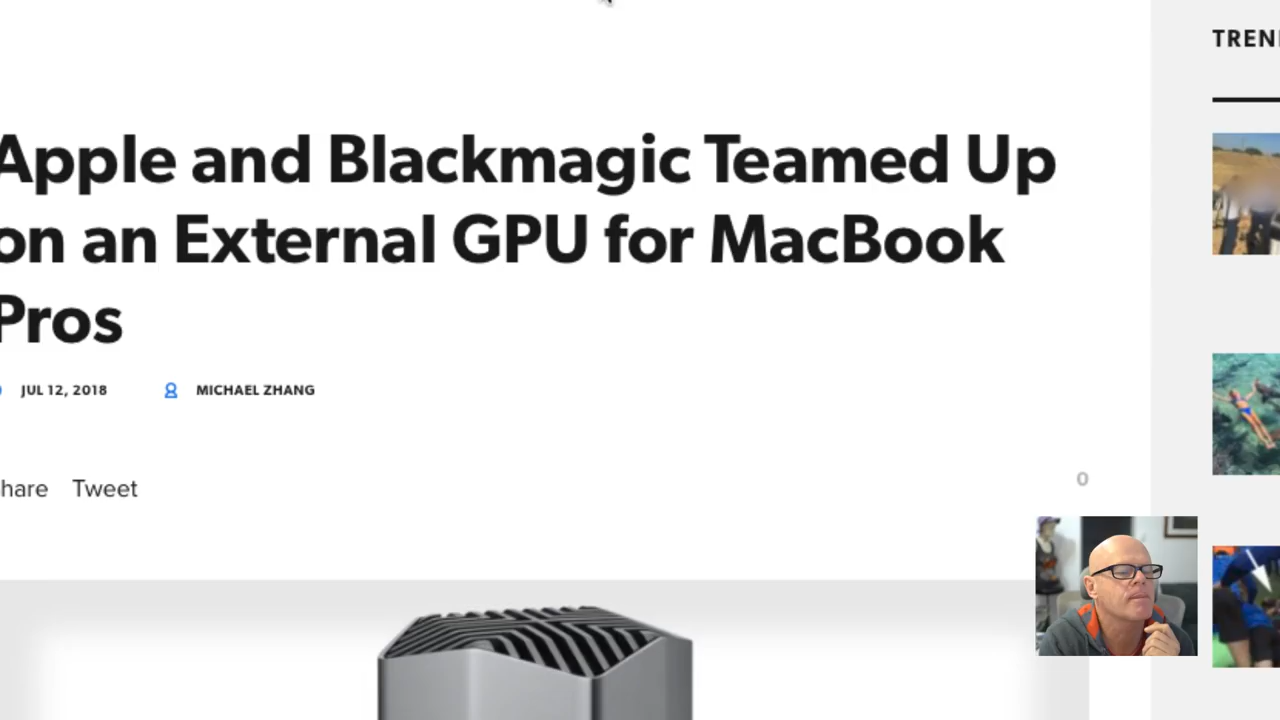 TREN
Apple and Blackmagic Teamed Up
on an External GPU for MacBook
Pros
JUL 12, 2018 MICHAEL ZHANG
hare Tweet
0